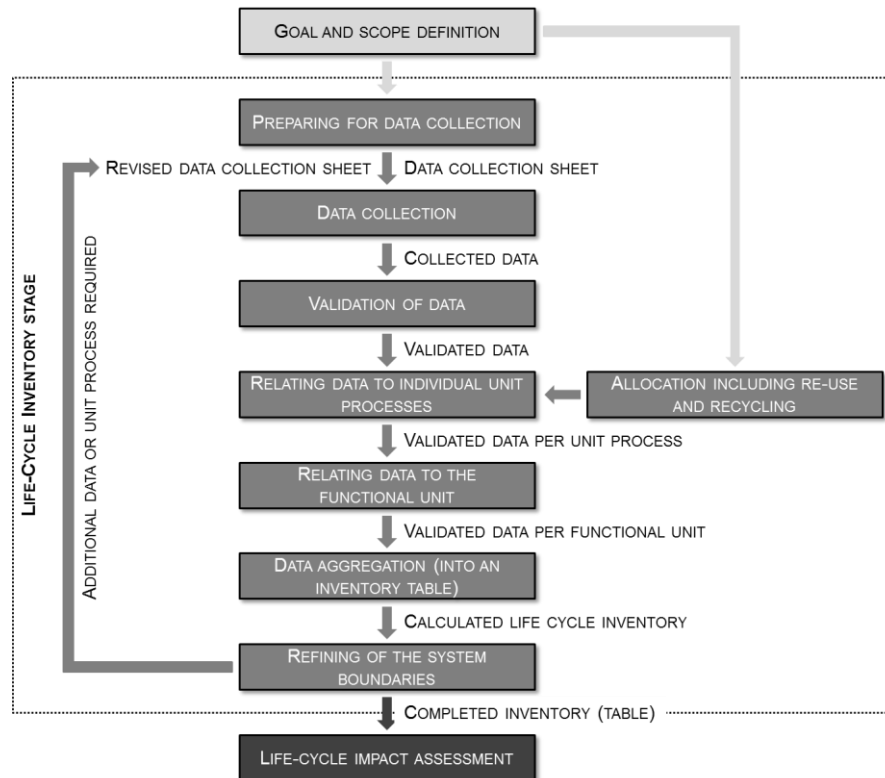 GOAL AND SCOPE DEFINITION
PREPARING FOR DATA COLLECTION
REVISED DATA COLLECTION SHEET
DATA COLLECTION SHEET
DATA COLLECTION
COLLECTED DATA
VALIDATION OF DATA
VALIDATED DATA
RELATING DATA TO INDIVIDUAL UNIT
PROCESSES
ALLOCATION INCLUDING RE-USE
AND RECYCLING
VALIDATED DATA PER UNIT PROCESS
RELATING DATA TO THE
FUNCTIONAL UNIT
VALIDATED DATA PER FUNCTIONAL UNIT
DATA AGGREGATION (INTO AN
INVENTORY TABLE)
CALCULATED LIFE CYCLE INVENTORY
REFINING OF THE SYSTEM
BOUNDARIES
COMPLETED INVENTORY (TABLE)
LIFE-CYCLE IMPACT ASSESSMENT
LIFE-CYCLE INVENTORY STAGE
ADDITIONAL DATA OR UNIT PROCESS REQUIRED